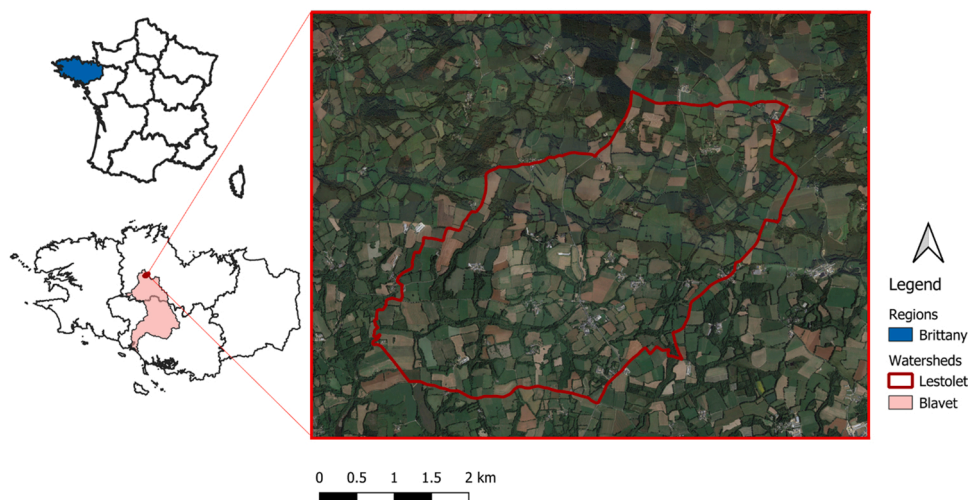 Legend
Regions
Brittany
Watersheds
Lestolet
Blavet
0 0.5 1 1.5 2 km